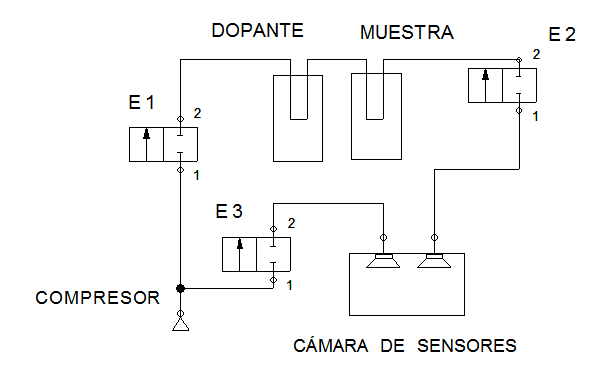 DOPANTE
MUESTRA
E 2
2
E 1
2
1
1
E 3
2
1
COMPRESOR
CÁMARA DE SENSORES